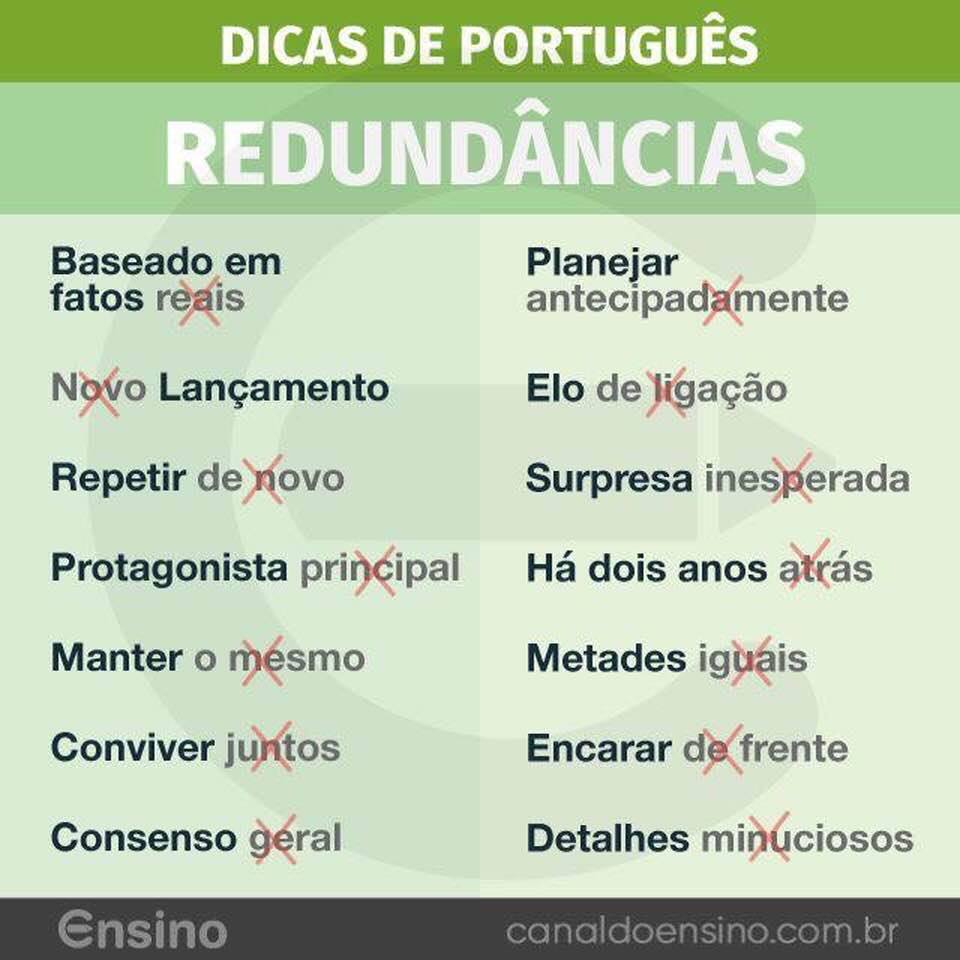 DICAS DE PORTUGUÊS
REDUNDÂNCIAS
Baseado em
fatos reais
Novo Lançamento
Repetir de novo
Protagonista principal
Manter o mesmo
Conviver juntos
Consenso geral
Planejar
antecipadamente
Elo de ligação
Surpresa inesperada
Há dois anos atrás
Metades iguais
Encarar de frente
Detalhes minuciosos
Ensino
canaldoensino.com.br